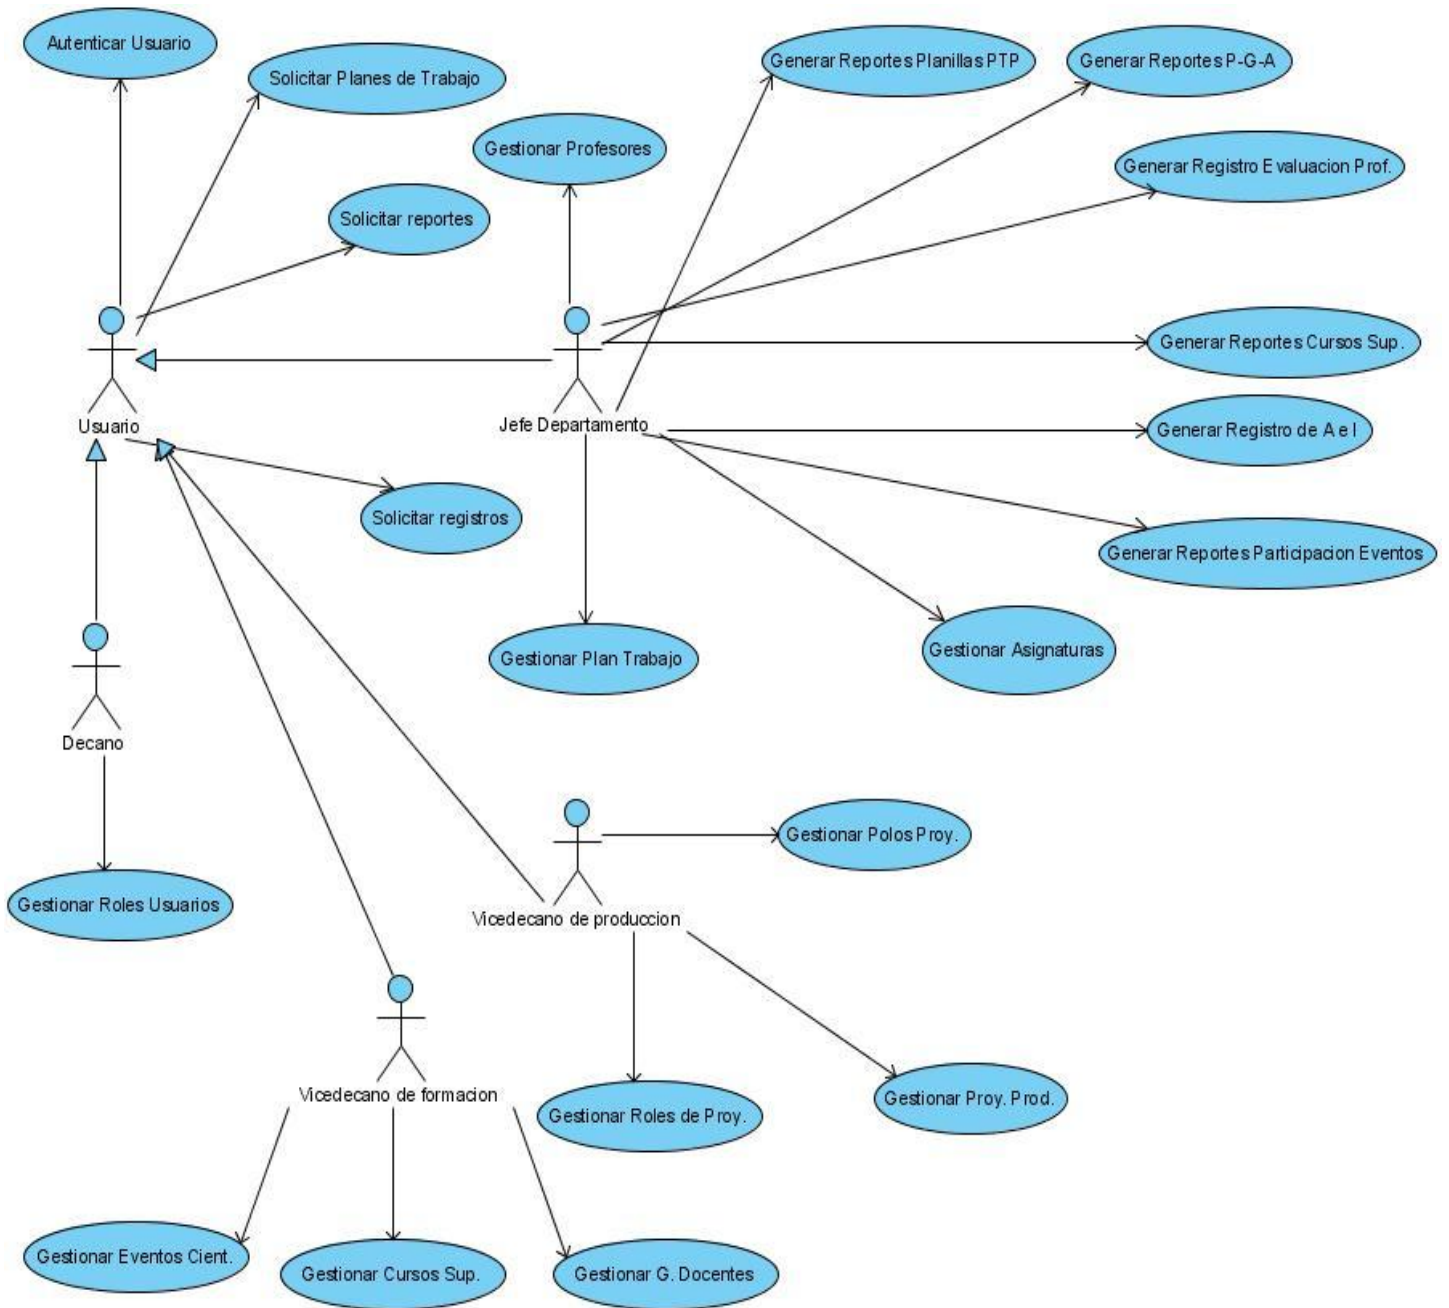 Autenticar Usuario
Solicitar Planes de Trabajo
Generar Reportes Planillas PTP
Generar Reportes P-G-A
Gestionar Profesores
Generar Registro Evaluacion Prof.
Solicitar reportes
Generar Reportes Cursos Sup.
Usuario
Jefe Departamento
Generar Registro de A e I
Solicitar registros
Generar Reportes Participacion Eventos
Gestionar Plan Trabajo
Gestionar Asignaturas
Decano
Gestionar Polos Proy.
Gestionar Roles Usuarios
Vicedecano de produccion
Vicedecano de formacion
Gestionar Roles de Proy.
Gestionar Proy. Prod.
Gestionar Eventos Cient.
Gestionar Cursos Sup.
Gestionar G. Docentes